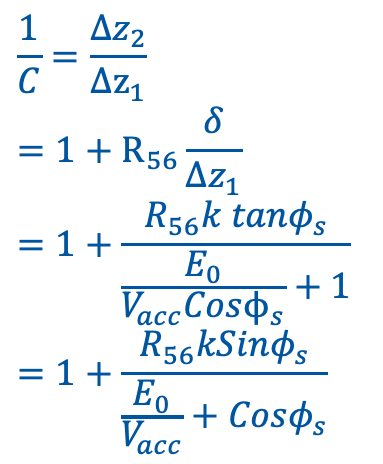 1/C = Δz₂/Δz₁
= 1 + R₅₆ δ/Δz₁
= 1 + (R₅₆k tanϕₛ)/(E₀/(V_acc Cosϕₛ) + 1)
= 1 + (R₅₆kSinϕₛ)/(E₀/V_acc + Cosϕₛ)